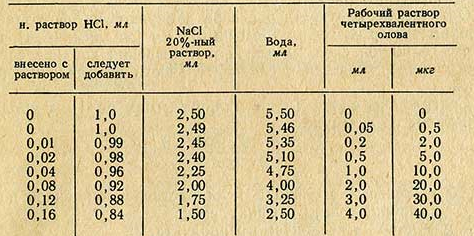 н. раствор HCl, мл | NaCl 20%-ный раствор, мл | Вода, мл | Рабочий раствор четырехвалентного олова
внесено с раствором | следует добавить | мл | мкг
0 | 1,0 | 2,50 | 5,50 | 0 | 0
0 | 1,0 | 2,49 | 5,46 | 0,05 | 0,5
0,01 | 0,99 | 2,45 | 5,35 | 0,2 | 2,0
0,02 | 0,98 | 2,40 | 5,10 | 0,5 | 5,0
0,04 | 0,96 | 2,25 | 4,75 | 1,0 | 10,0
0,08 | 0,92 | 2,00 | 4,00 | 2,0 | 20,0
0,12 | 0,88 | 1,75 | 3,25 | 3,0 | 30,0
0,16 | 0,84 | 1,50 | 2,50 | 4,0 | 40,0